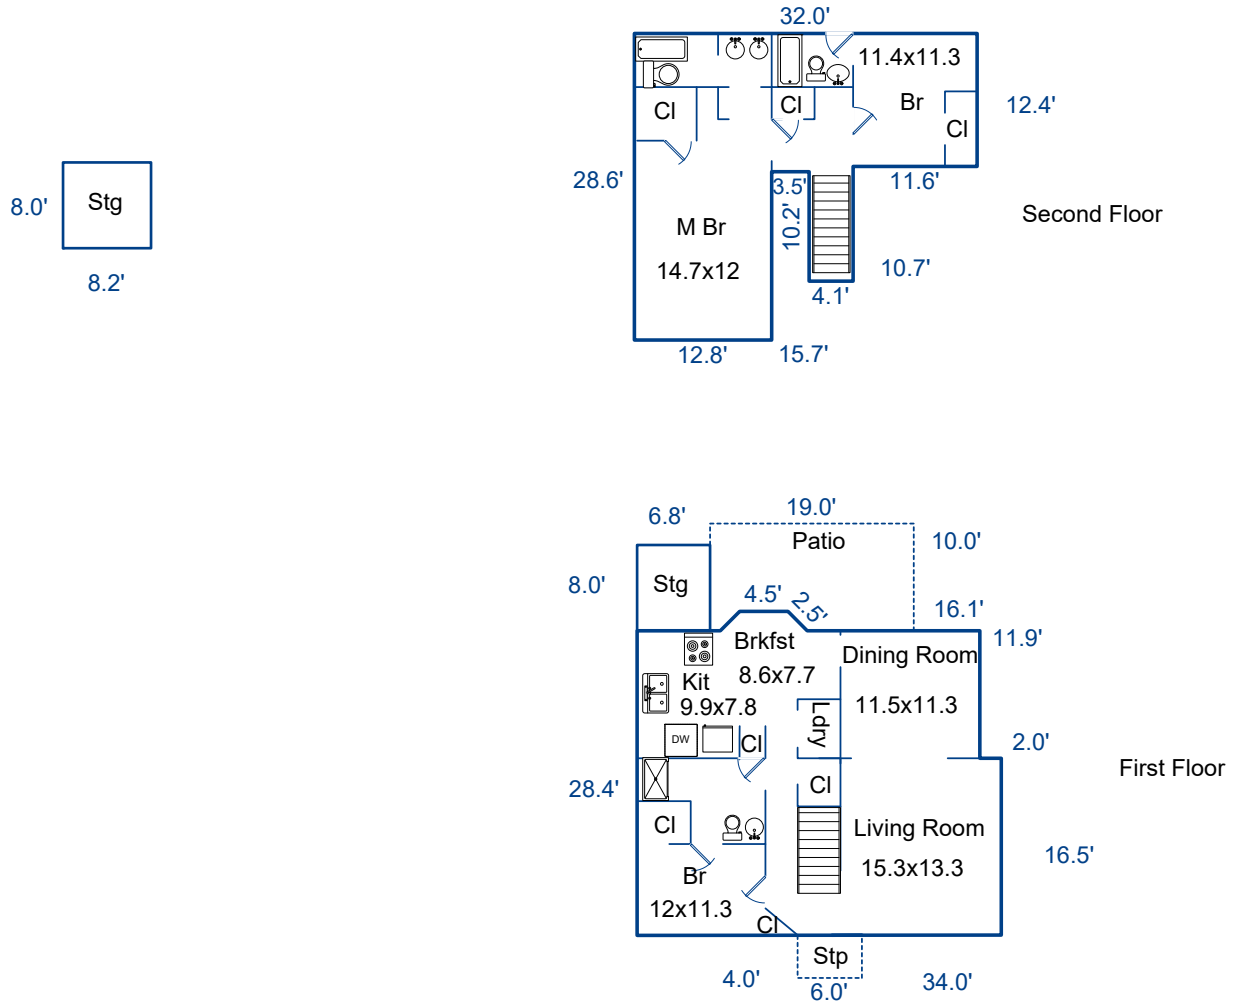 32.0'
11.4x11.3
Br
Cl
Cl
Cl
12.4'
28.6'
3.5'
11.6'
8.0'
Stg
10.2'
M Br
Second Floor
14.7x12
10.7'
8.2'
4.1'
12.8'
15.7'
6.8'
19.0'
Patio
10.0'
8.0'
Stg
4.5'
2.5'
16.1'
11.9'
Brkfst
8.6x7.7
Dining Room
Kit
9.9x7.8
11.5x11.3
Ldry
DW
Cl
2.0'
First Floor
28.4'
Cl
Cl
Living Room
15.3x13.3
16.5'
Br
12x11.3
Cl
Stp
4.0'
6.0'
34.0'